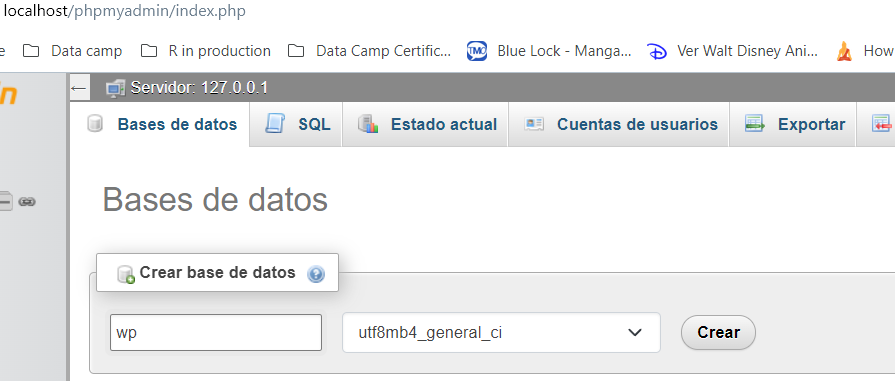 localhost/phpmyadmin/index.php
e Data camp R in production Data Camp Certific... TMO Blue Lock - Manga... Ver Walt Disney Ani... How
in
Servidor: 127.0.0.1
Bases de datos SQL Estado actual Cuentas de usuarios Exportar
Bases de datos
Crear base de datos
wp utf8mb4_general_ci Crear